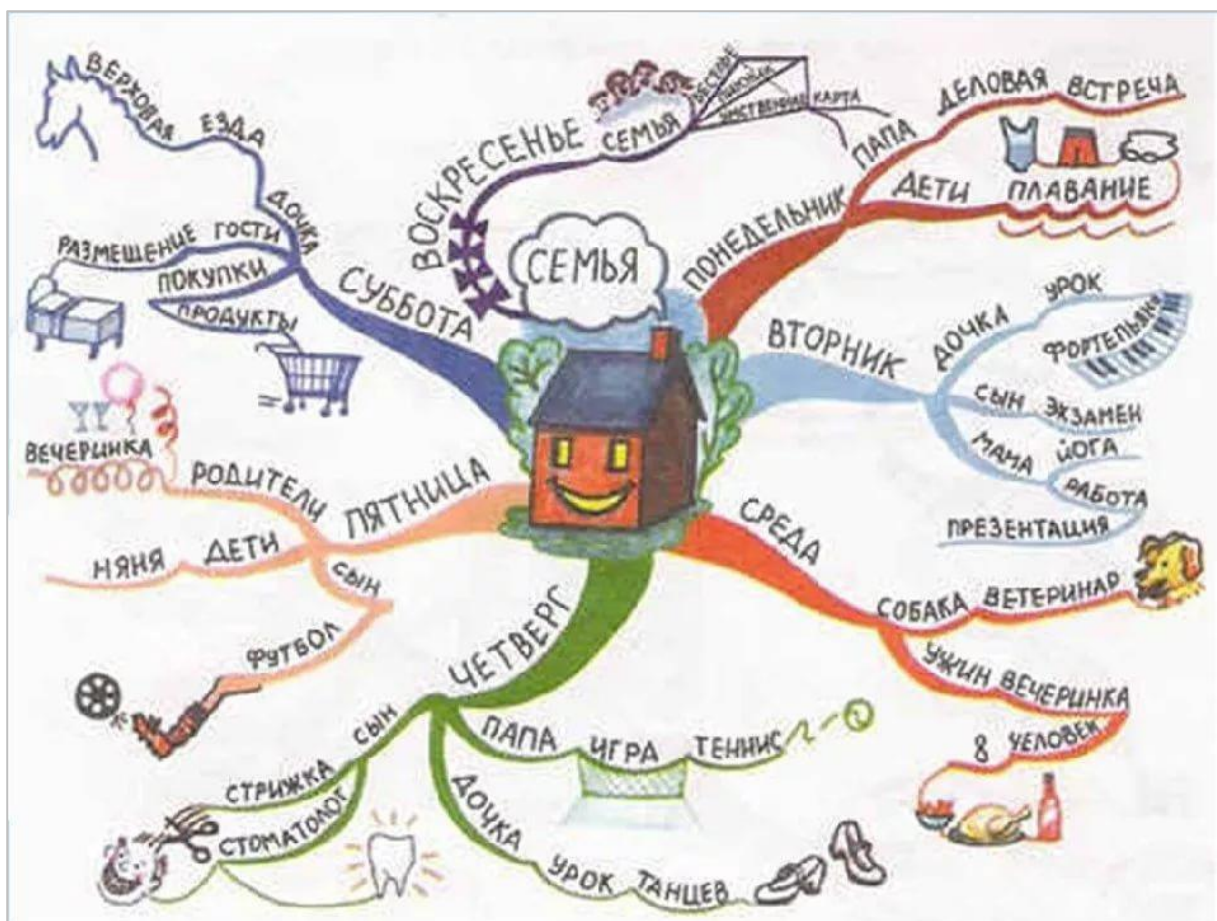 СЕМЬЯ
ПОНЕДЕЛЬНИК
ПАПА
ДЕЛОВАЯ ВСТРЕЧА
ДЕТИ ПЛАВАНИЕ
ВТОРНИК
ДОЧКА
УРОК
ФОРТЕПЬЯНО
СЫН ЭКЗАМЕН
МАМА ЙОГА
РАБОТА
ПРЕЗЕНТАЦИЯ
СРЕДА
СОБАКА ВЕТЕРИНАР
УЖИН ВЕЧЕРИНКА
8 ЧЕЛОВЕК
ЧЕТВЕРГ
ПАПА ИГРА ТЕННИС
ДОЧКА
УРОК ТАНЦЕВ
СЫН
СТРИЖКА
СТОМАТОЛОГ
ПЯТНИЦА
РОДИТЕЛИ
ВЕЧЕРИНКА
ДЕТИ
НЯНЯ
СЫН
ФУТБОЛ
СУББОТА
ДОЧКА
ВЕРХОВАЯ ЕЗДА
ГОСТИ
РАЗМЕЩЕНИЕ
ПОКУПКИ
ПРОДУКТЫ
ВОСКРЕСЕНЬЕ
СЕМЬЯ
КАРТА